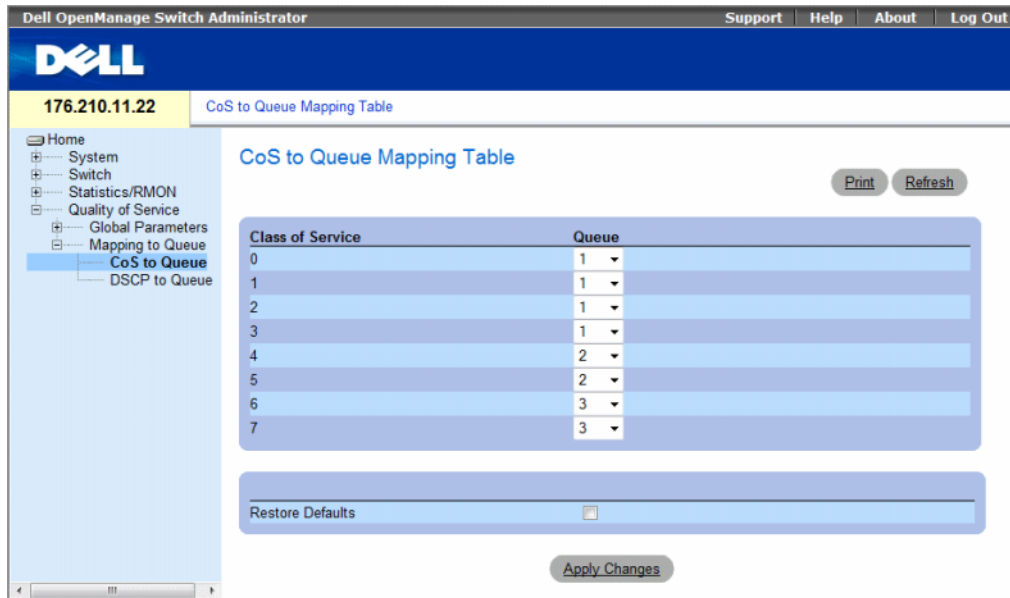 Dell OpenManage Switch Administrator Support Help About Log Out
DELL
176.210.11.22 CoS to Queue Mapping Table
Home
System
Switch
Statistics/RMON
Quality of Service
Global Parameters
Mapping to Queue
CoS to Queue
DSCP to Queue
CoS to Queue Mapping Table
Print Refresh
Class of Service Queue
0 1
1 1
2 1
3 1
4 2
5 2
6 3
7 3
Restore Defaults
Apply Changes